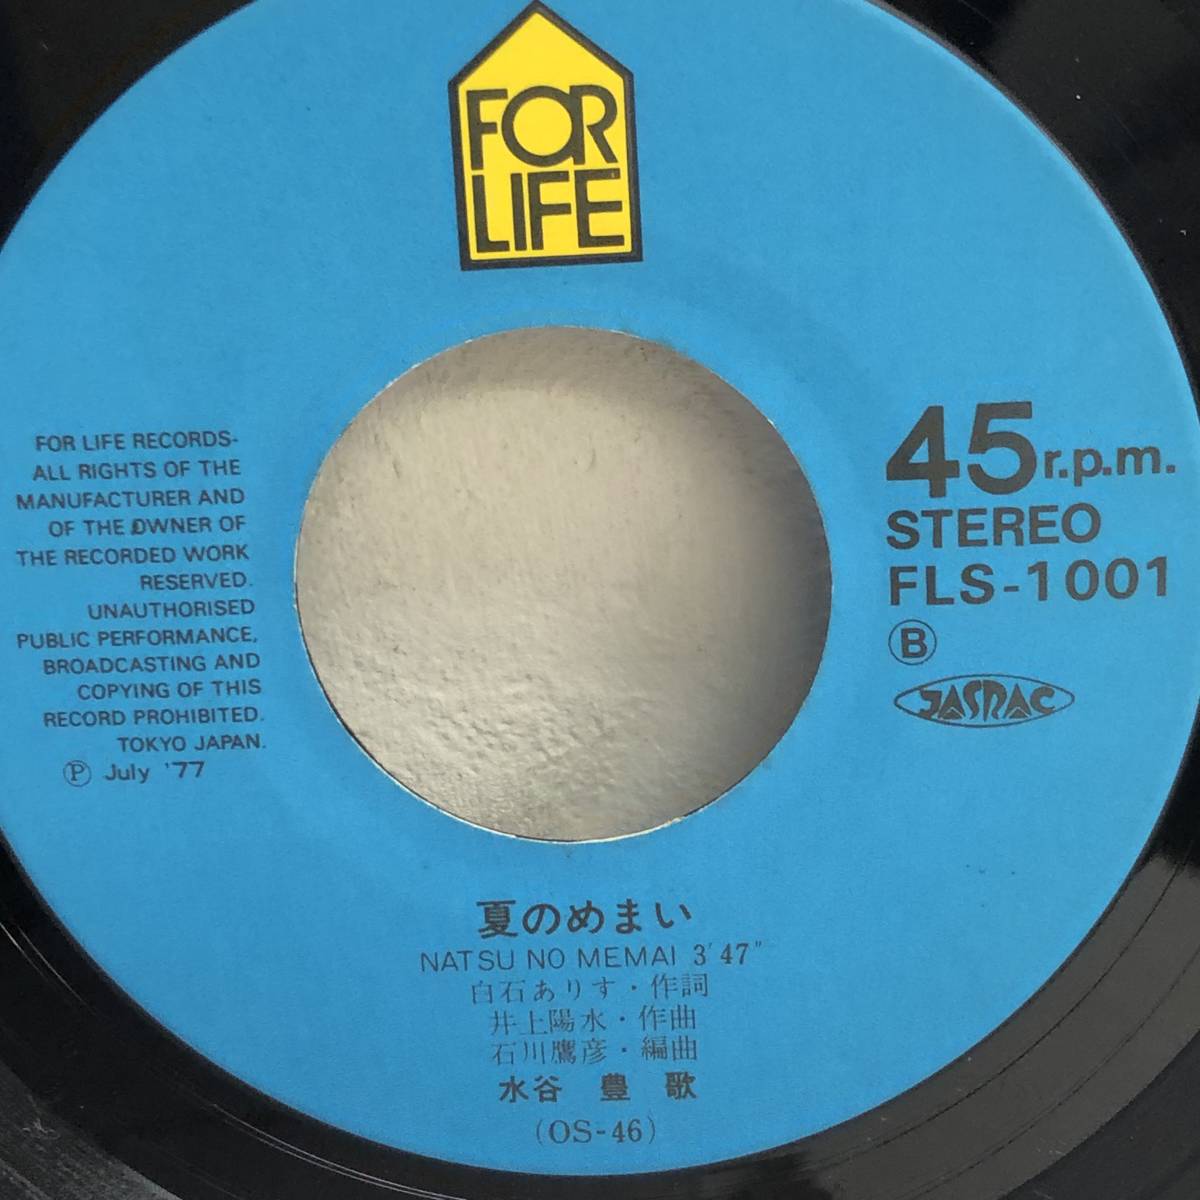 FOR
LIFE
FOR LIFE RECORDS-
ALL RIGHTS OF THE
MANUFACTURER AND
OF THE OWNER OF
THE RECORDED WORK
RESERVED.
UNAUTHORISED
PUBLIC PERFORMANCE,
BROADCASTING AND
COPYING OF THIS
RECORD PROHIBITED.
TOKYO JAPAN.
Ⓟ July '77
45 r.p.m.
STEREO
FLS-1001
Ⓑ
JASRAC
夏のめまい
NATSU NO MEMAI 3'47"
白石ありす・作詞
井上陽水・作曲
石川鷹彦・編曲
水谷 豊 歌
(OS-46)